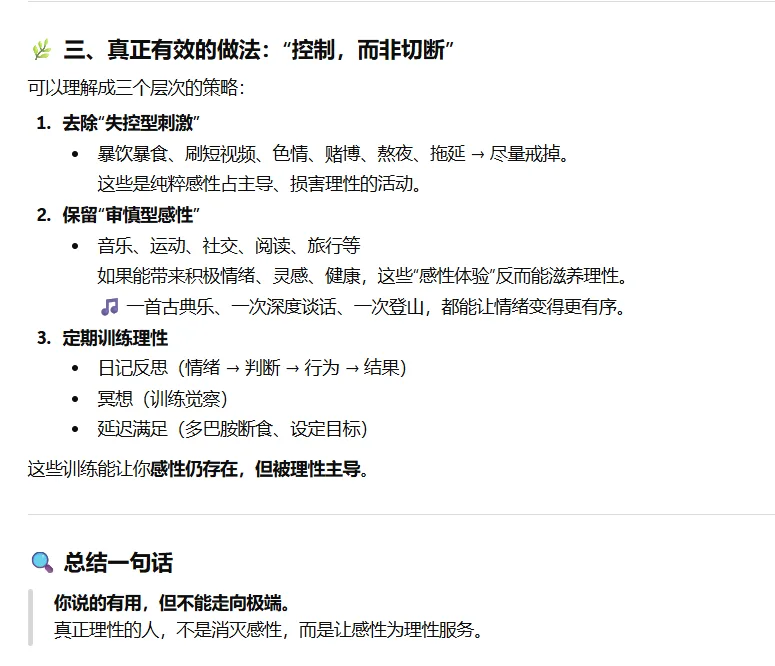 🌿 三、真正有效的做法：“控制，而非切断”
可以理解成三个层次的策略：
1. 去除“失控型刺激”
• 暴饮暴食、刷短视频、色情、赌博、熬夜、拖延 → 尽量戒掉。
这些是纯粹感性占主导、损害理性的活动。
2. 保留“审慎型感性”
• 音乐、运动、社交、阅读、旅行等
如果能带来积极情绪、灵感、健康，这些“感性体验”反而能滋养理性。
🎵 一首古典乐、一次深度谈话、一次登山，都能让情绪变得更有序。
3. 定期训练理性
• 日记反思（情绪 → 判断 → 行为 → 结果）
• 冥想（训练觉察）
• 延迟满足（多巴胺断食、设定目标）
这些训练能让你感性仍存在，但被理性主导。
🔍 总结一句话
你说的有用，但不能走向极端。
真正理性的人，不是消灭感性，而是让感性为理性服务。